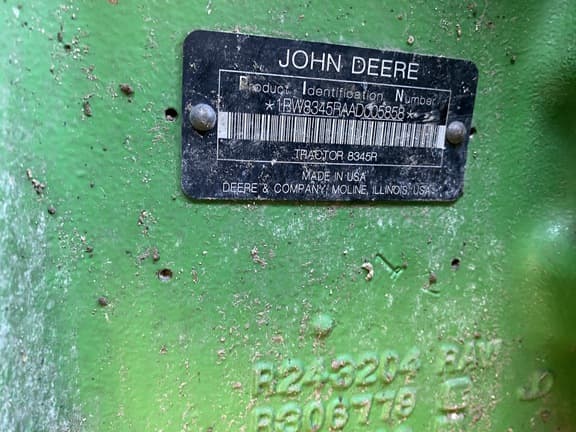 JOHN DEERE
Product Identification Number
*1RW8345RAAD005858*
TRACTOR 8345R
MADE IN USA
DEERE & COMPANY, MOLINE, ILLINOIS, USA
R243204
R306779